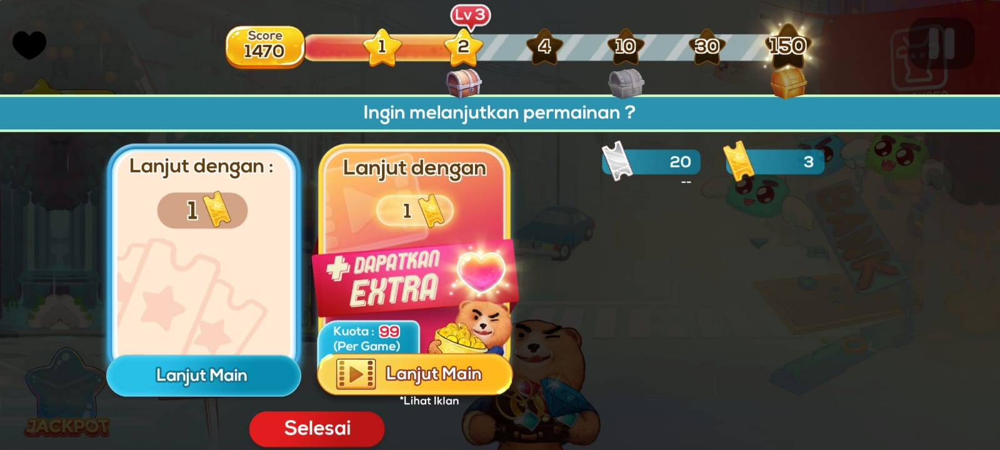 Lv 3
Score
1470
1
2
4
10
30
150
Ingin melanjutkan permainan ?
Lanjut dengan :
1
Lanjut Main
Lanjut dengan
1
+ DAPATKAN
EXTRA
Kuota : 99
(Per Game)
Lanjut Main
*Lihat Iklan
Selesai
20
--
3
BANK
JACKPOT